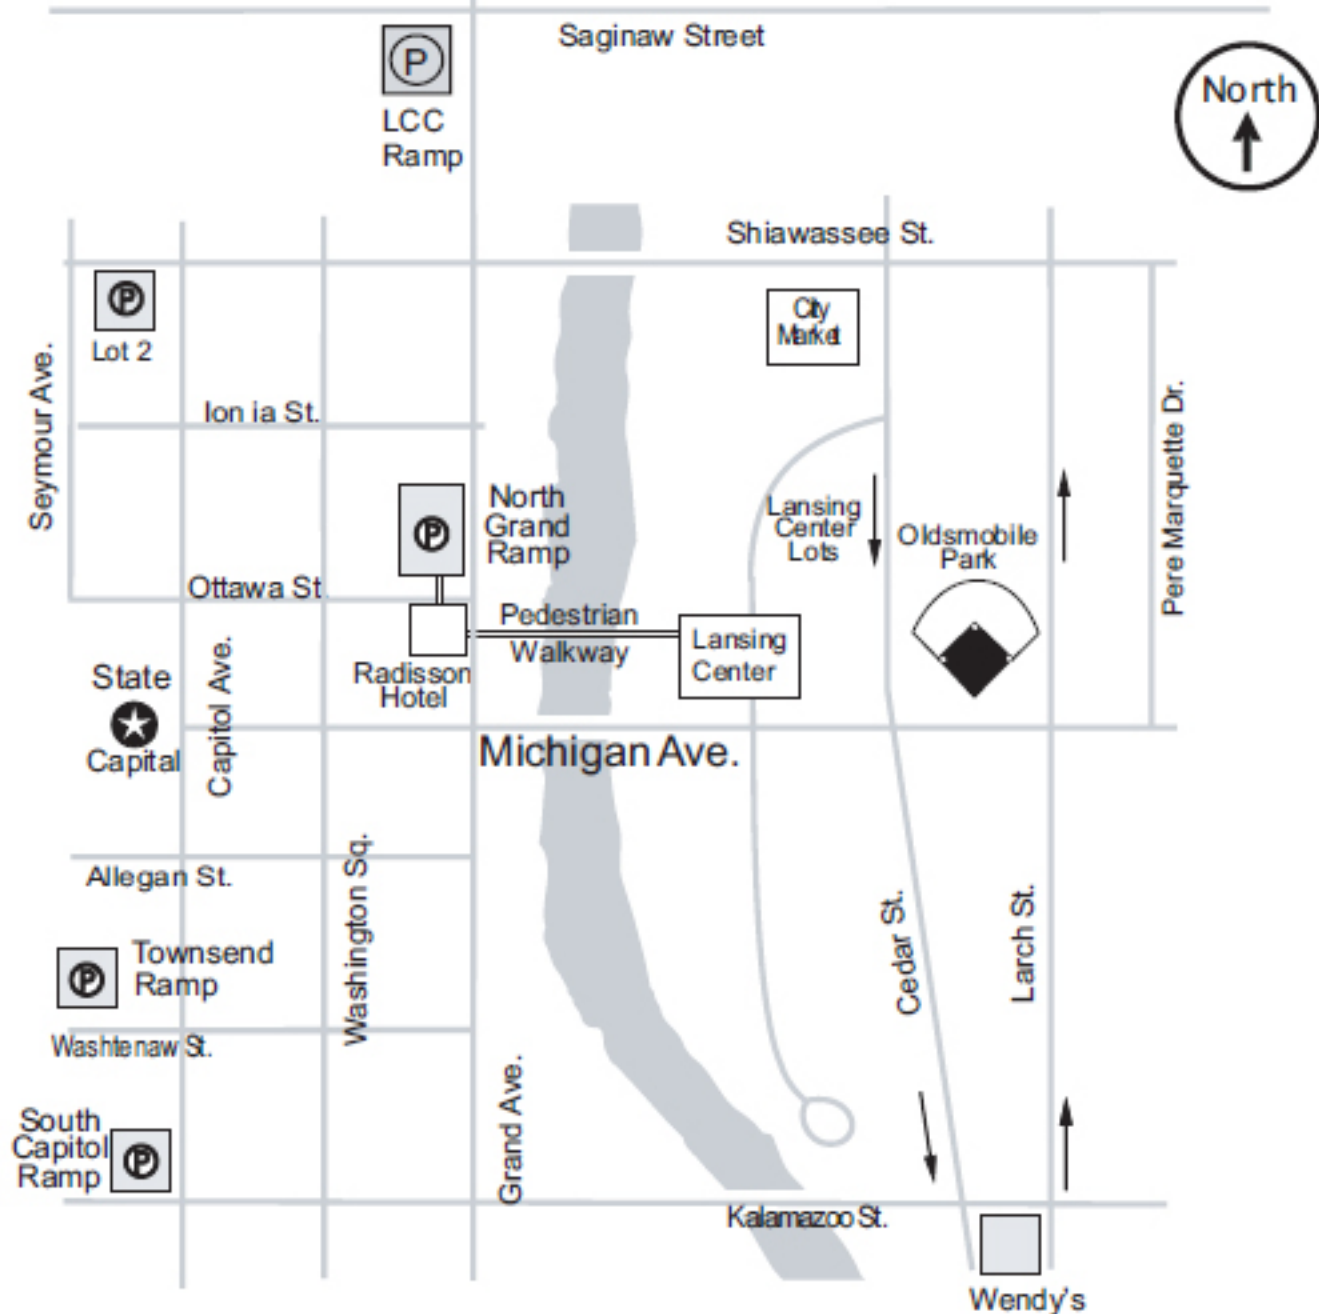 Saginaw Street
P
LCC
Ramp
North
Shiawassee St.
P
Lot 2
City
Market
Seymour Ave.
Ionia St.
Pere Marquette Dr.
P
North
Grand
Ramp
Lansing
Center
Lots
Oldsmobile
Park
Ottawa St.
Pedestrian
Walkway
Radisson
Hotel
Lansing
Center
State
Capital
Capitol Ave.
Michigan Ave.
Allegan St.
Washington Sq.
Cedar St.
Larch St.
P
Townsend
Ramp
Washtenaw St.
Grand Ave.
South
Capitol
Ramp
P
Kalamazoo St.
Wendy's